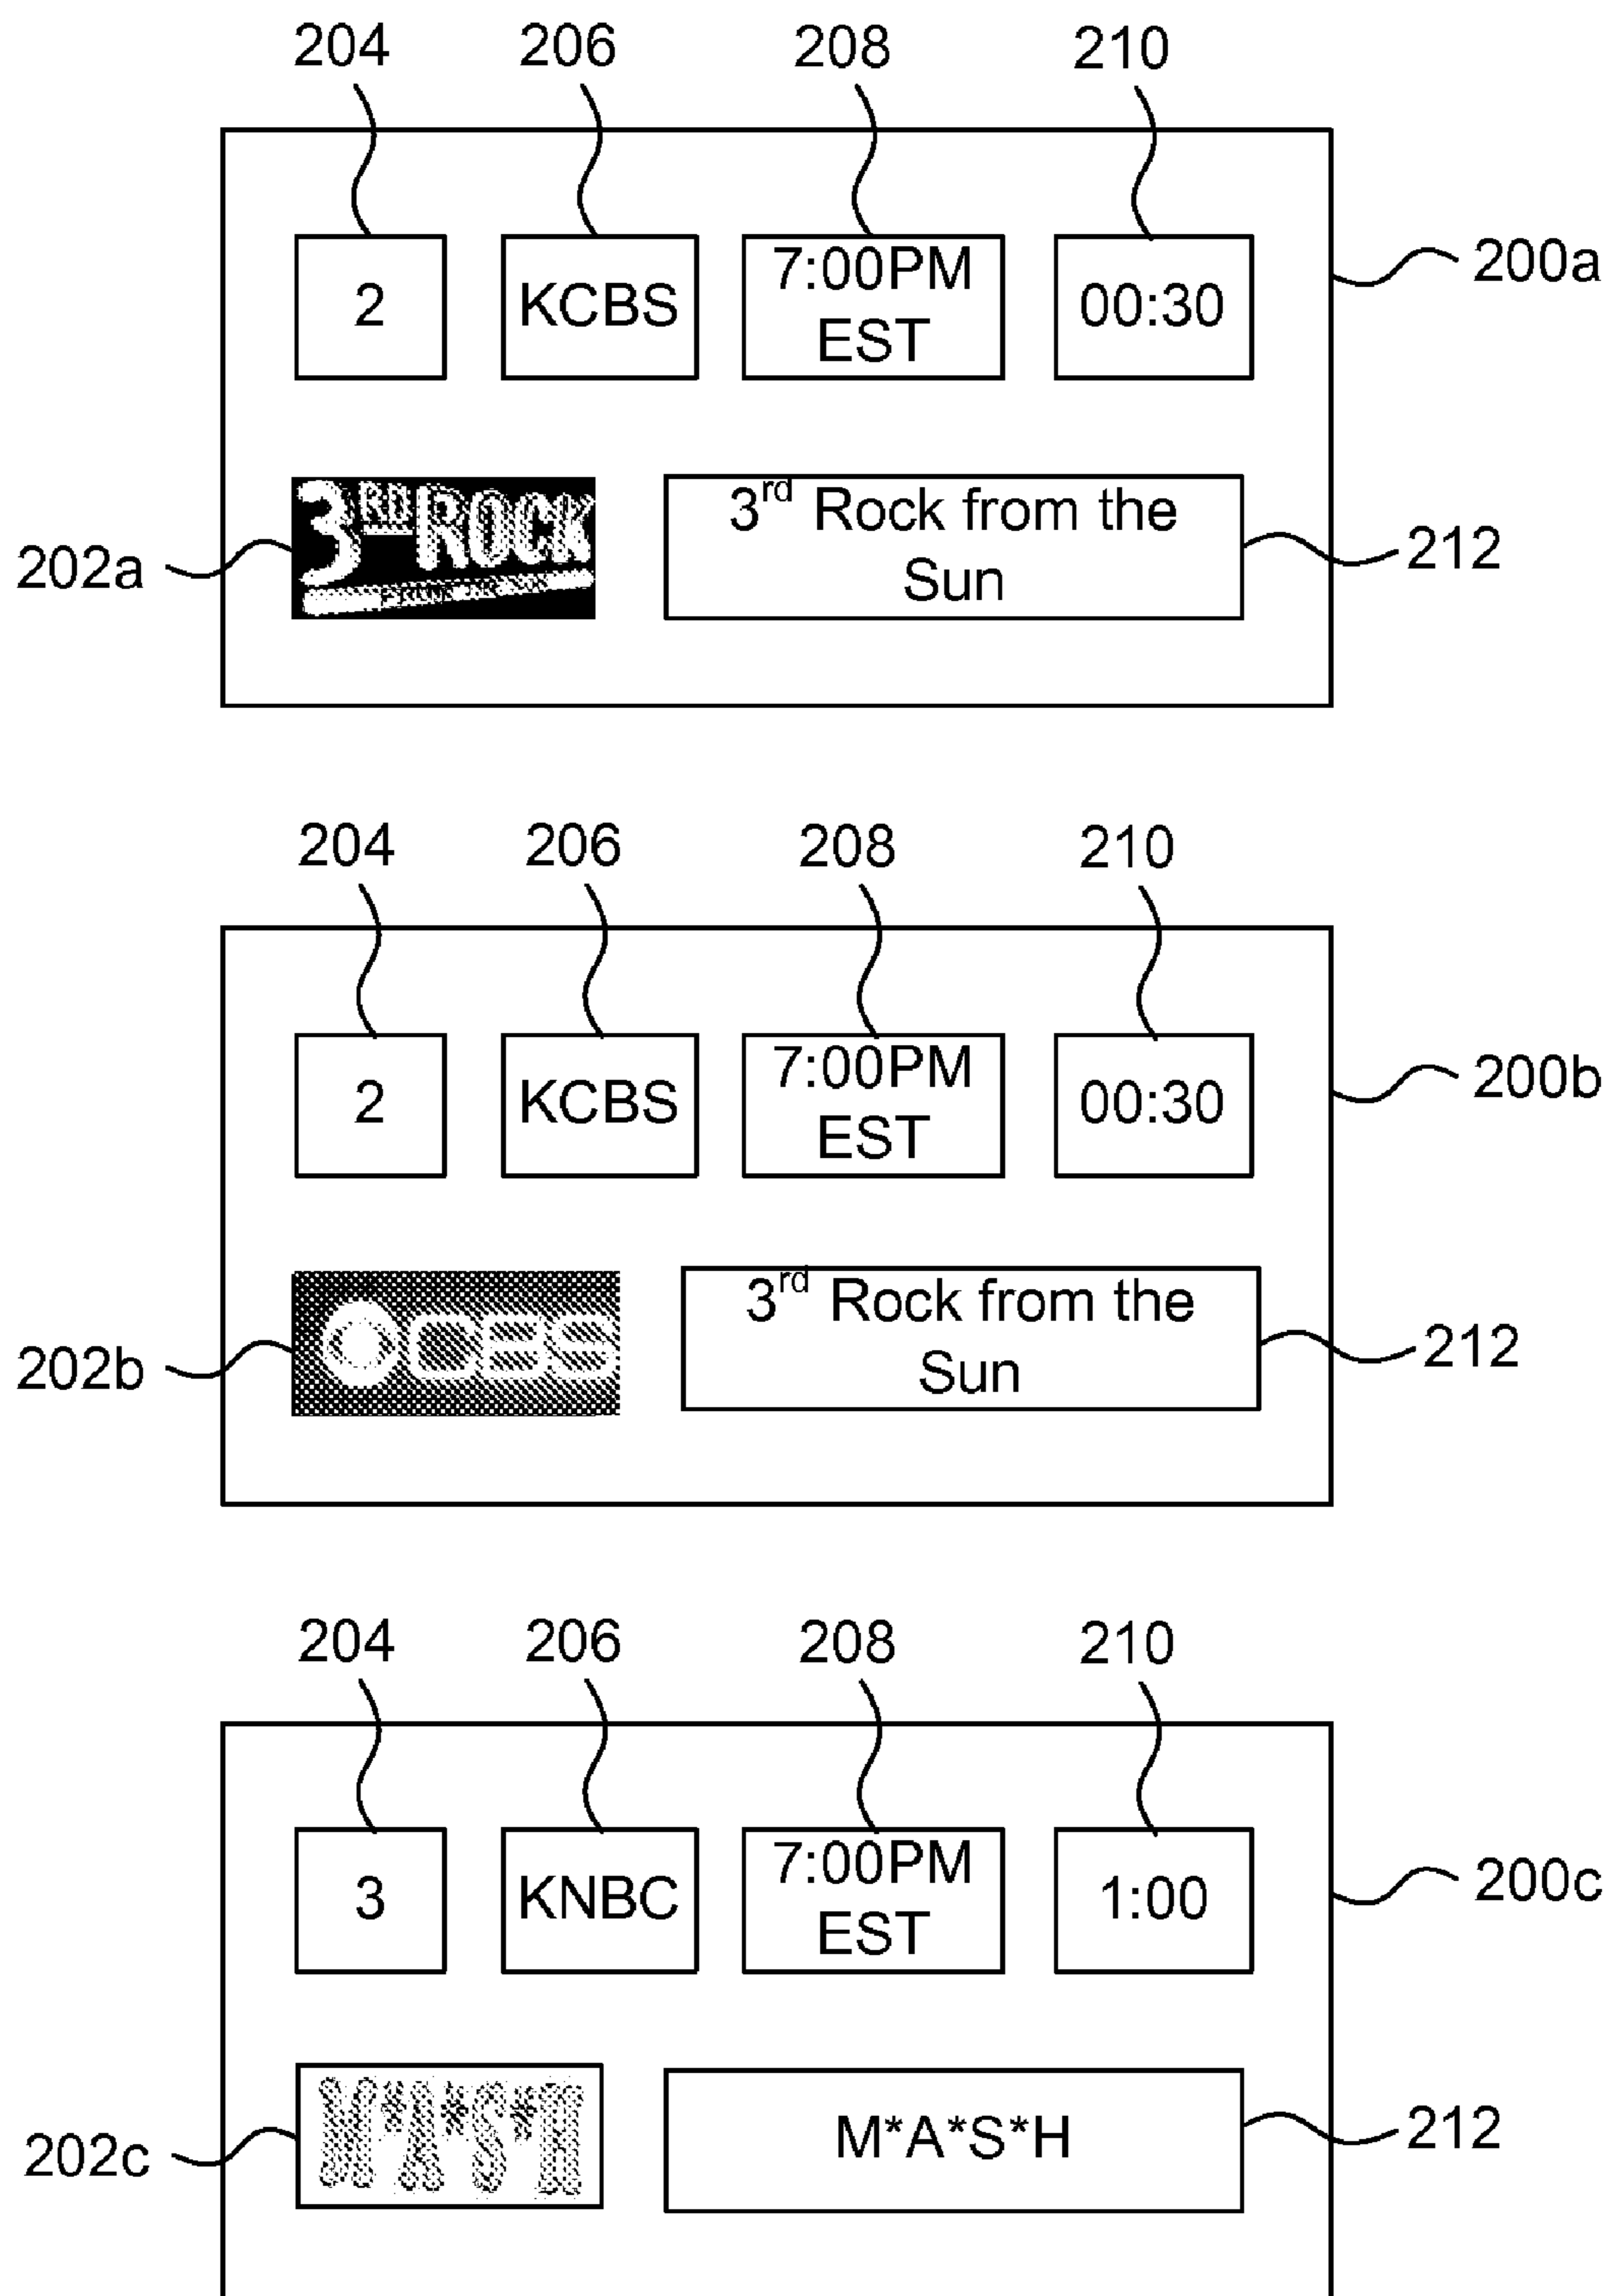 204 206 208 210
2 KCBS 7:00PM EST 00:30
200a
3RD ROCK
3rd Rock from the
Sun
202a
212
204 206 208 210
2 KCBS 7:00PM EST 00:30
200b
CBS
3rd Rock from the
Sun
202b
212
204 206 208 210
3 KNBC 7:00PM EST 1:00
200c
M*A*S*H
M*A*S*H
202c
212